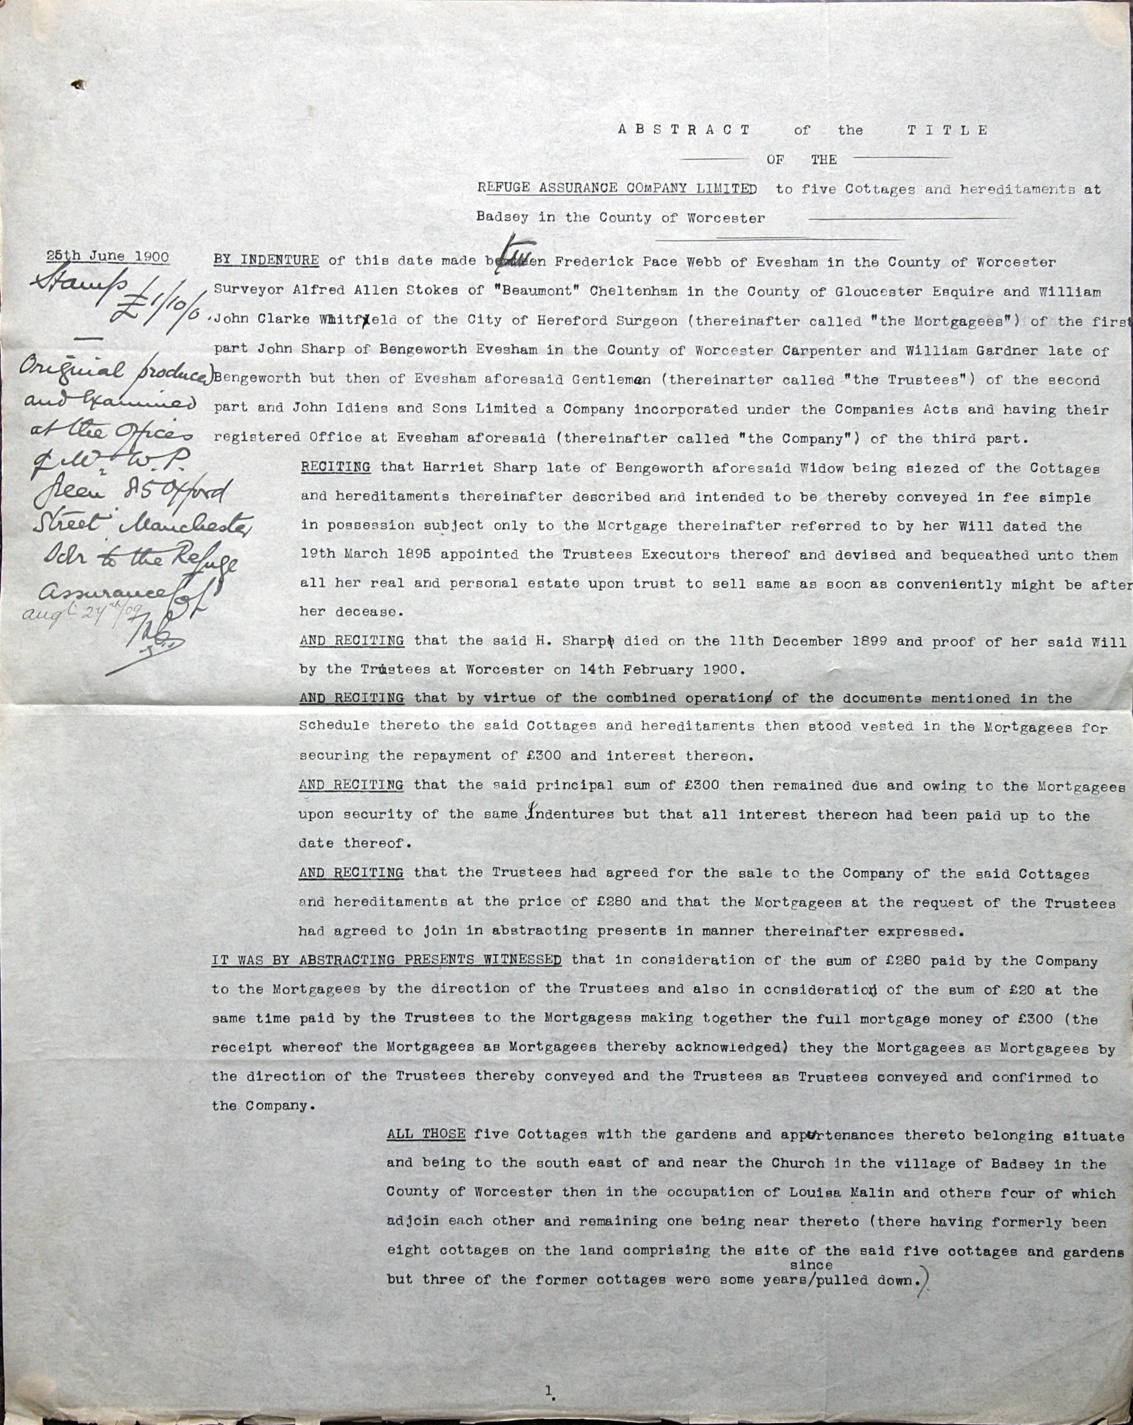 ABSTRACT of the TITLE
OF THE
REFUGE ASSURANCE COMPANY LIMITED to five Cottages and hereditaments at
Badsey in the County of Worcester
25th June 1900
Stamp
£1/10/0.
Original produced
and Examined
at the offices
of Mr W.P.
85 Oxford
Street Manchester
to the Refuge
Assurance Co Ld
augt 24th/09
BY INDENTURE of this date made between Frederick Pace Webb of Evesham in the County of Worcester
Surveyor Alfred Allen Stokes of "Beaumont" Cheltenham in the County of Gloucester Esquire and William
John Clarke Whitfield of the City of Hereford Surgeon (thereinafter called "the Mortgagees") of the first
part John Sharp of Bengeworth Evesham in the County of Worcester Carpenter and William Gardner late of
Bengeworth but then of Evesham aforesaid Gentleman (thereinafter called "the Trustees") of the second
part and John Idiens and Sons Limited a Company incorporated under the Companies Acts and having their
registered Office at Evesham aforesaid (thereinafter called "the Company") of the third part.
RECITING that Harriet Sharp late of Bengeworth aforesaid Widow being siezed of the Cottages
and hereditaments thereinafter described and intended to be thereby conveyed in fee simple
in possession subject only to the Mortgage thereinafter referred to by her Will dated the
19th March 1895 appointed the Trustees Executors thereof and devised and bequeathed unto them
all her real and personal estate upon trust to sell same as soon as conveniently might be after
her decease.
AND RECITING that the said H. Sharp died on the 11th December 1899 and proof of her said Will
by the Trustees at Worcester on 14th February 1900.
AND RECITING that by virtue of the combined operation of the documents mentioned in the
Schedule thereto the said Cottages and hereditaments then stood vested in the Mortgagees for
securing the repayment of £300 and interest thereon.
AND RECITING that the said principal sum of £300 then remained due and owing to the Mortgagees
upon security of the same Indentures but that all interest thereon had been paid up to the
date thereof.
AND RECITING that the Trustees had agreed for the sale to the Company of the said Cottages
and hereditaments at the price of £280 and that the Mortgagees at the request of the Trustees
had agreed to join in abstracting presents in manner thereinafter expressed.
IT WAS BY ABSTRACTING PRESENTS WITNESSED that in consideration of the sum of £280 paid by the Company
to the Mortgagees by the direction of the Trustees and also in consideration of the sum of £20 at the
same time paid by the Trustees to the Mortgagess making together the full mortgage money of £300 (the
receipt whereof the Mortgagees as Mortgagees thereby acknowledged) they the Mortgagees as Mortgagees by
the direction of the Trustees thereby conveyed and the Trustees as Trustees conveyed and confirmed to
the Company.
ALL THOSE five Cottages with the gardens and appurtenances thereto belonging situate
and being to the south east of and near the Church in the village of Badsey in the
County of Worcester then in the occupation of Louisa Malin and others four of which
adjoin each other and remaining one being near thereto (there having formerly been
eight cottages on the land comprising the site of the said five cottages and gardens
since
but three of the former cottages were some years/pulled down.)
1.